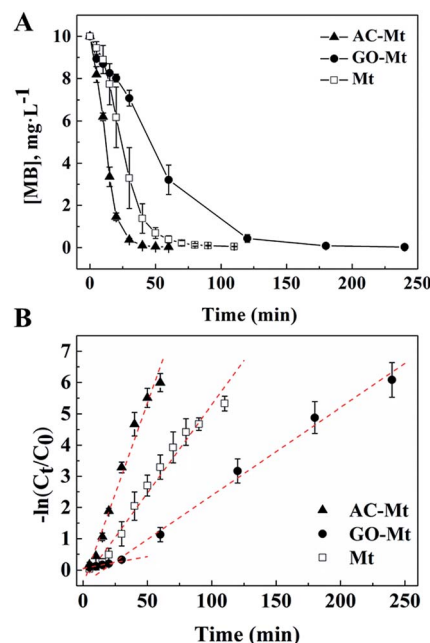 A
AC-Mt
GO-Mt
Mt
[MB], mg·L⁻¹
10
8
6
4
2
0
0 50 100 150 200 250
Time (min)
B
-ln(Ct/C0)
7
6
5
4
3
2
1
0
AC-Mt
GO-Mt
Mt
0 50 100 150 200 250
Time (min)